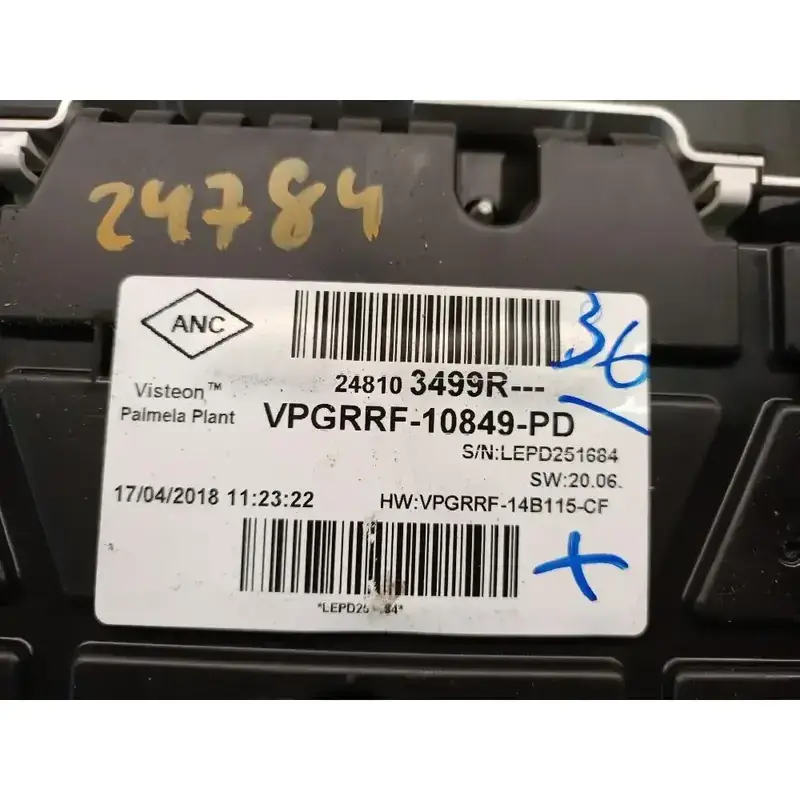 24784
ANC
36
24810 3499R---
Visteon™
Palmela Plant
VPGRRF-10849-PD
S/N:LEPD251684
SW:20.06.
17/04/2018 11:23:22
HW:VPGRRF-14B115-CF